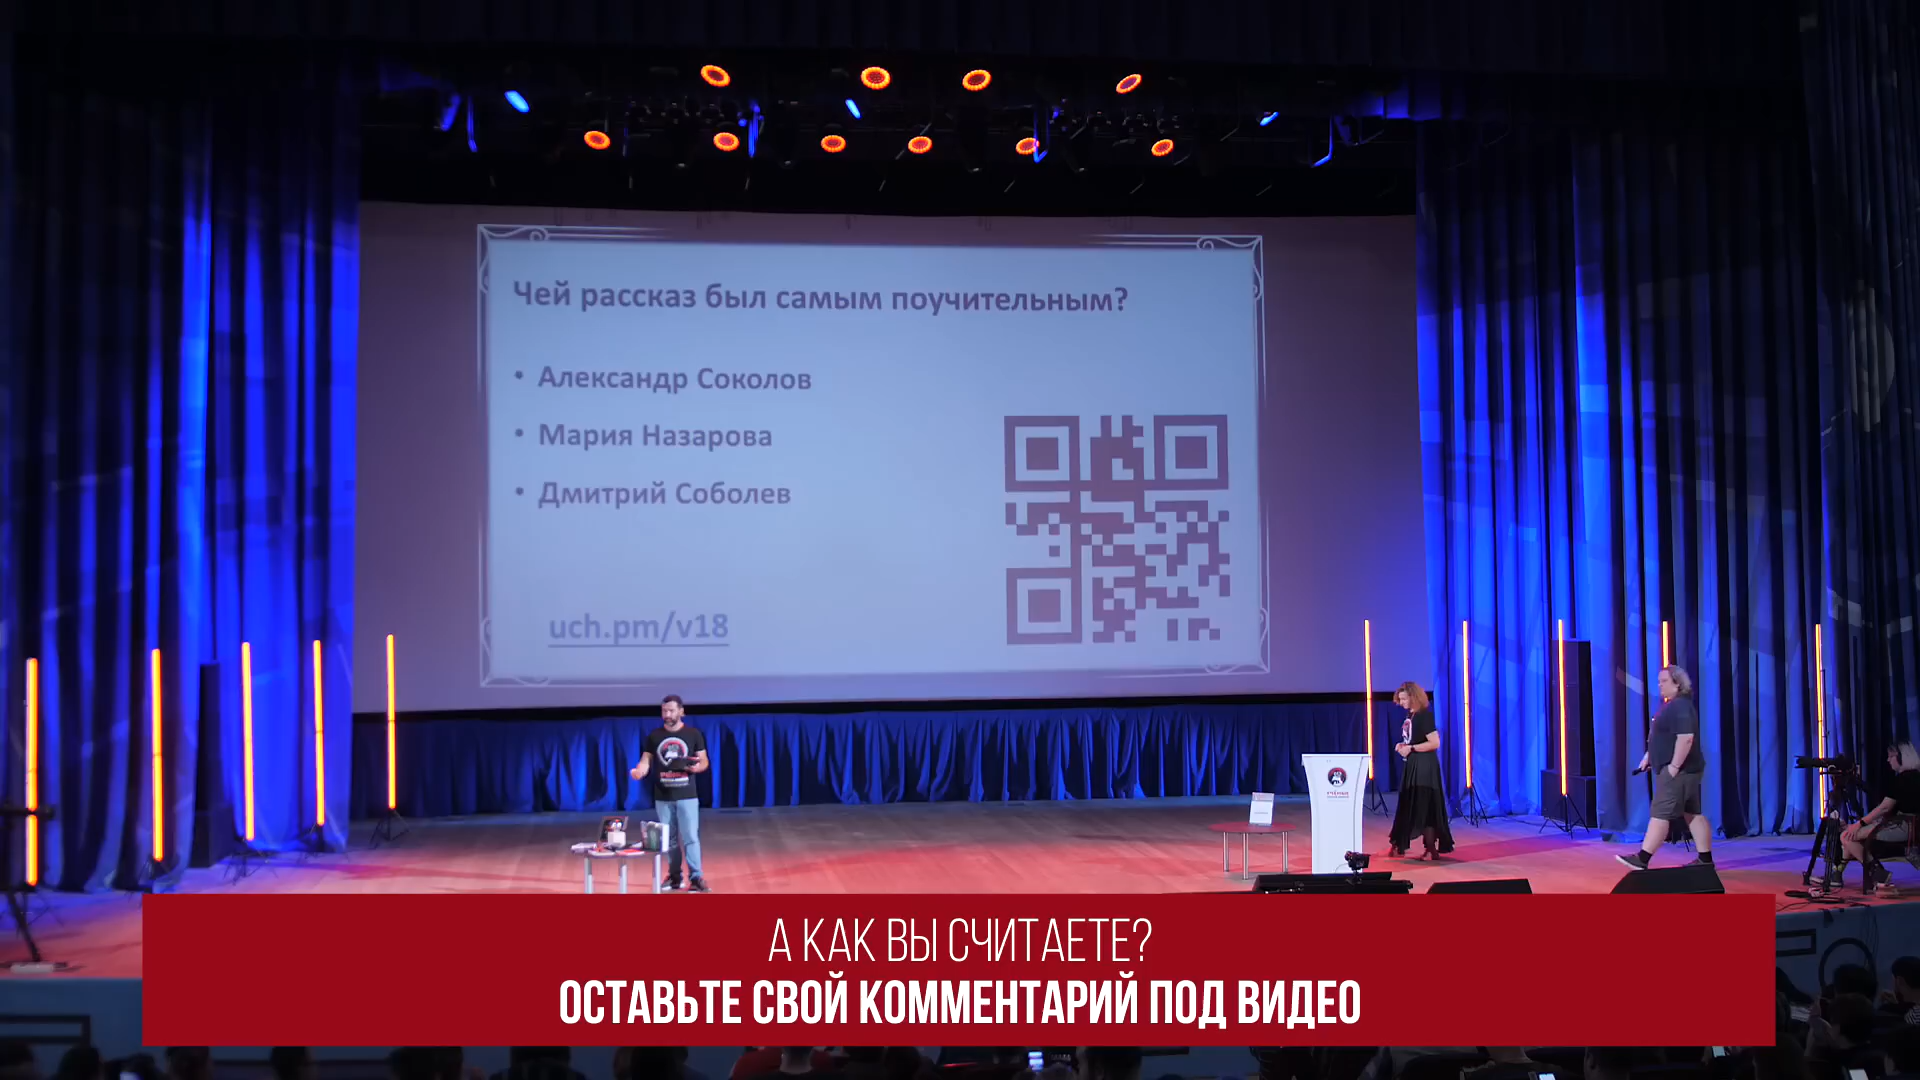 Чей рассказ был самым поучительным?
• Александр Соколов
• Мария Назарова
• Дмитрий Соболев
uch.pm/v18
А КАК ВЫ СЧИТАЕТЕ?
ОСТАВЬТЕ СВОЙ КОММЕНТАРИЙ ПОД ВИДЕО